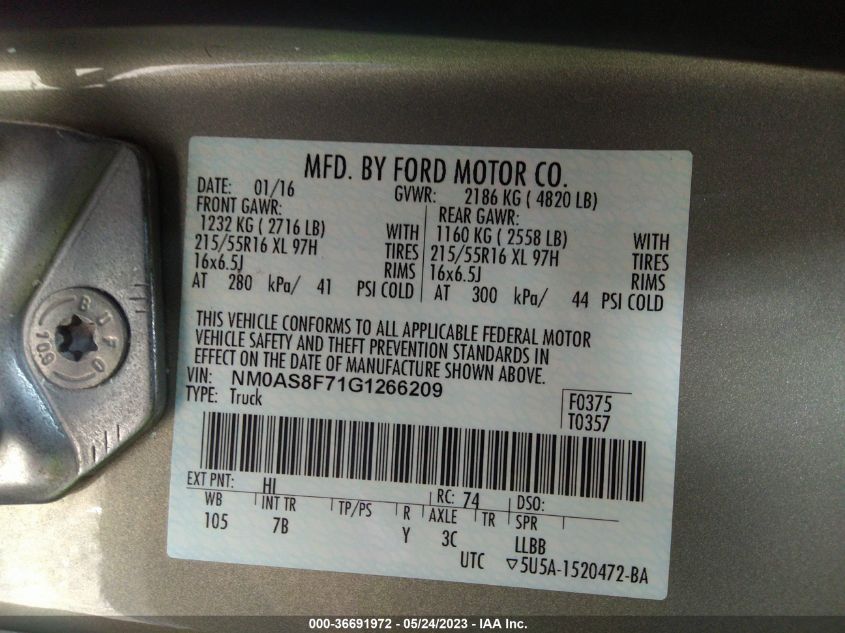 MFD. BY FORD MOTOR CO.
DATE: 01/16 GVWR: 2186 KG ( 4820 LB)
FRONT GAWR: REAR GAWR:
1232 KG ( 2716 LB) WITH 1160 KG ( 2558 LB) WITH
215/55R16 XL 97H TIRES 215/55R16 XL 97H TIRES
16x6.5J RIMS 16x6.5J RIMS
AT 280 kPa/ 41 PSI COLD AT 300 kPa/ 44 PSI COLD
THIS VEHICLE CONFORMS TO ALL APPLICABLE FEDERAL MOTOR
VEHICLE SAFETY AND THEFT PREVENTION STANDARDS IN
EFFECT ON THE DATE OF MANUFACTURE SHOWN ABOVE.
VIN: NM0AS8F71G1266209
TYPE: Truck
F0375
T0357
EXT PNT: HI RC: 74 DSO:
WB INT TR TP/PS R AXLE TR SPR
105 7B Y 3C LLBB
UTC ▽5U5A-1520472-BA
000-36691972 - 05/24/2023 - IAA Inc.